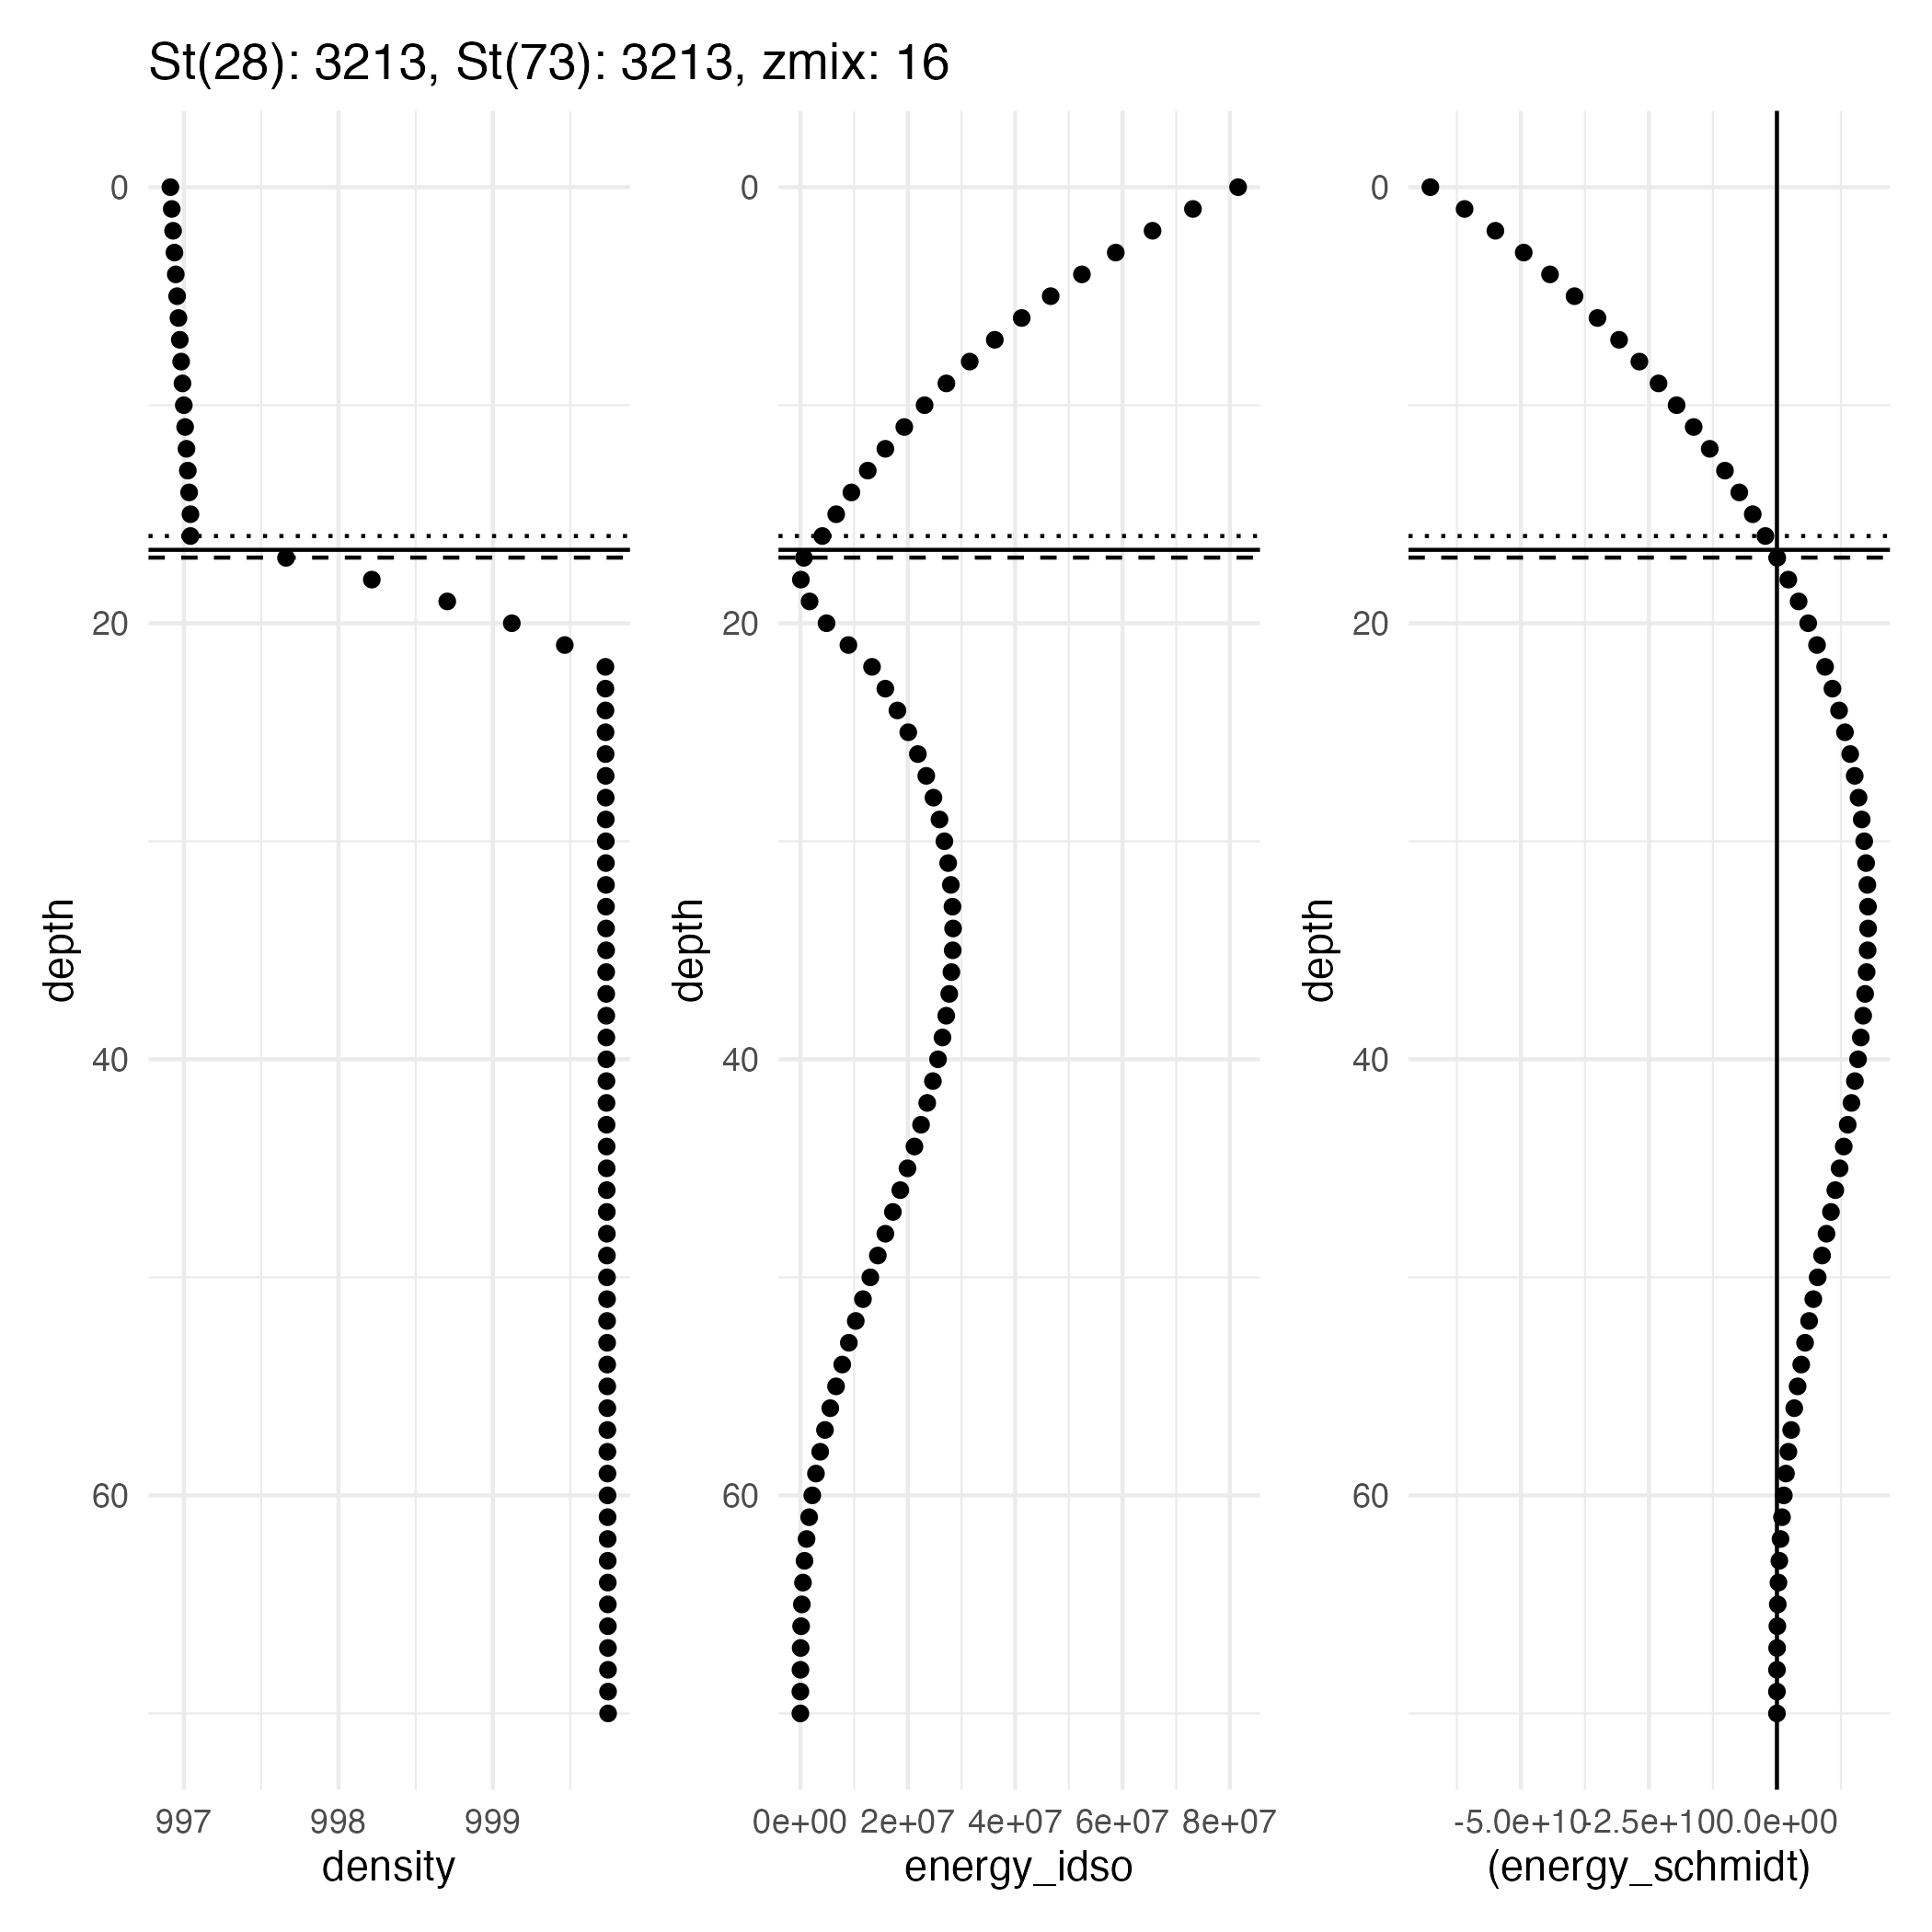 St(28): 3213, St(73): 3213, zmix: 16
0
20
40
60
depth
997 998 999
density
0
20
40
60
depth
0e+00 2e+07 4e+07 6e+07 8e+07
energy_idso
0
20
40
60
depth
-5.0e+10 -2.5e+10 0.0e+00
(energy_schmidt)